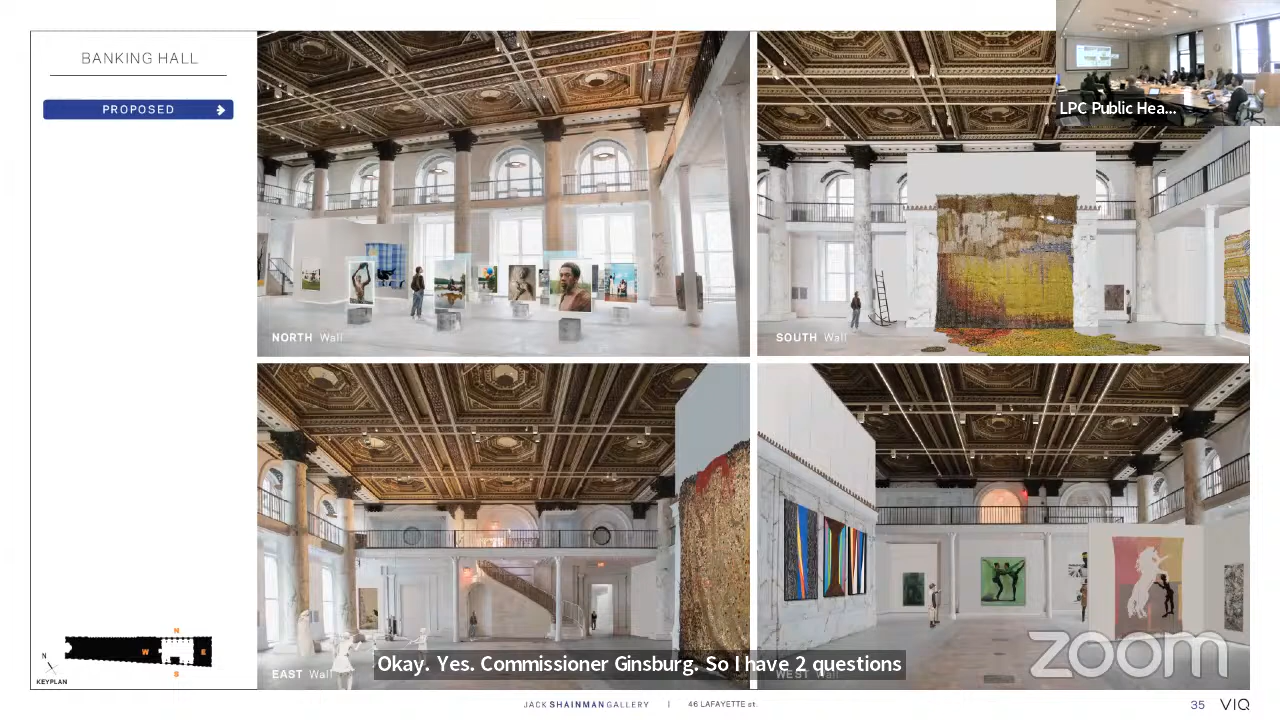 BANKING HALL
PROPOSED
LPC Public Hea...
NORTH Wall
SOUTH Wall
EAST Wall
WEST Wall
Okay. Yes. Commissioner Ginsburg. So I have 2 questions
zoom
N
N
W
E
S
KEYPLAN
JACK SHAINMAN GALLERY | 46 LAFAYETTE st.
35 VIQ